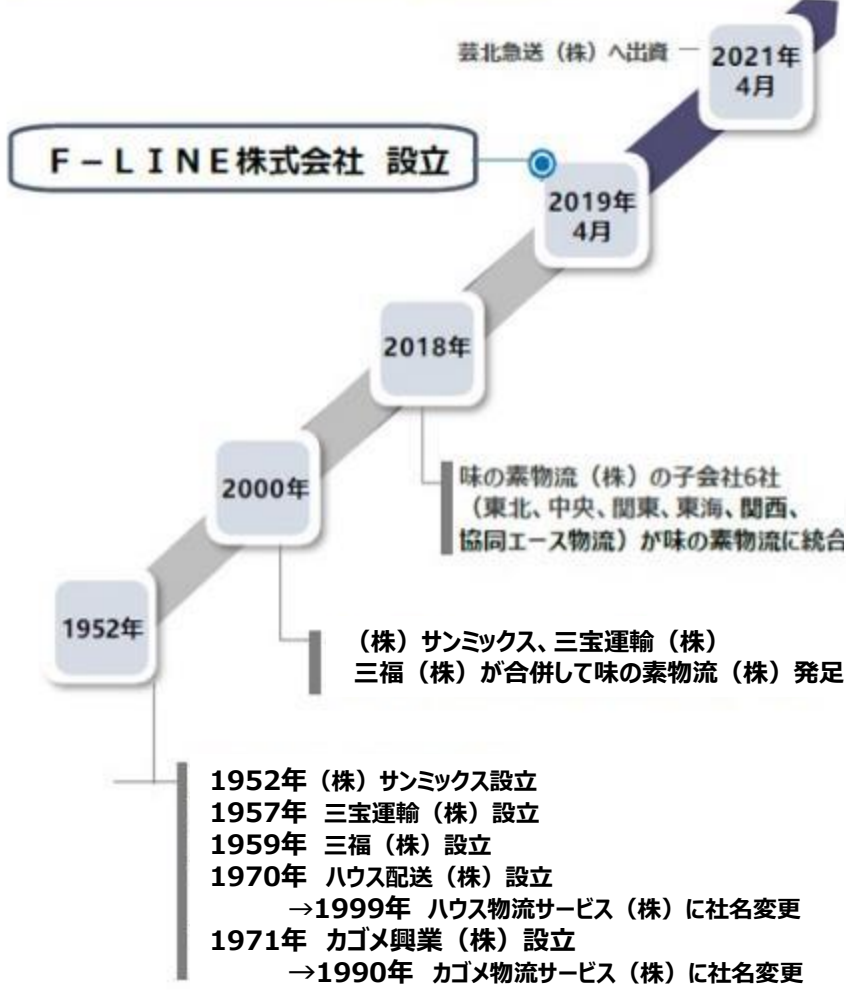 芸北急送（株）へ出資
2021年
4月
F－LINE株式会社 設立
2019年
4月
2018年
味の素物流（株）の子会社6社
（東北、中央、関東、東海、関西、
協同エース物流）が味の素物流に統合
2000年
（株）サンミックス、三宝運輸（株）
三福（株）が合併して味の素物流（株）発足
1952年
1952年（株）サンミックス設立
1957年 三宝運輸（株）設立
1959年 三福（株）設立
1970年 ハウス配送（株）設立
→1999年 ハウス物流サービス（株）に社名変更
1971年 カゴメ興業（株）設立
→1990年 カゴメ物流サービス（株）に社名変更